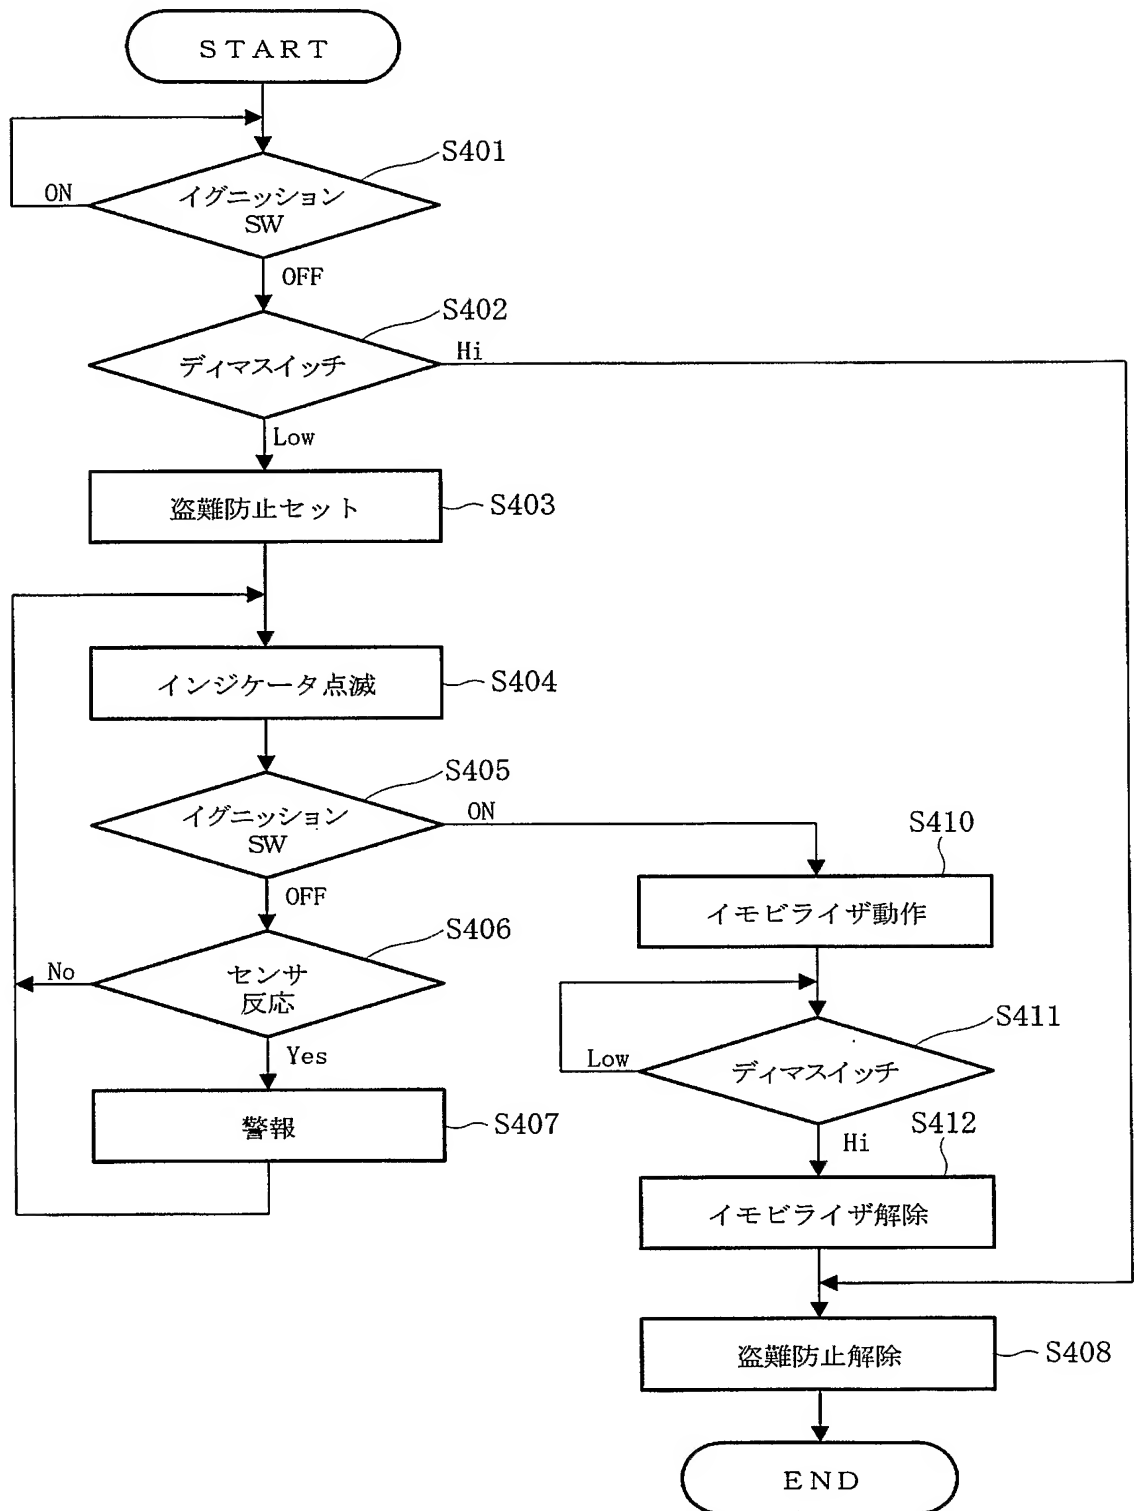 START
S401
イグニッション
SW
ON
OFF
S402
ディマスイッチ
Hi
Low
盗難防止セット
S403
インジケータ点滅
S404
S405
イグニッション
SW
ON
OFF
S406
センサ
反応
No
Yes
警報
S407
S410
イモビライザ動作
S411
ディマスイッチ
Low
Hi
S412
イモビライザ解除
盗難防止解除
S408
END